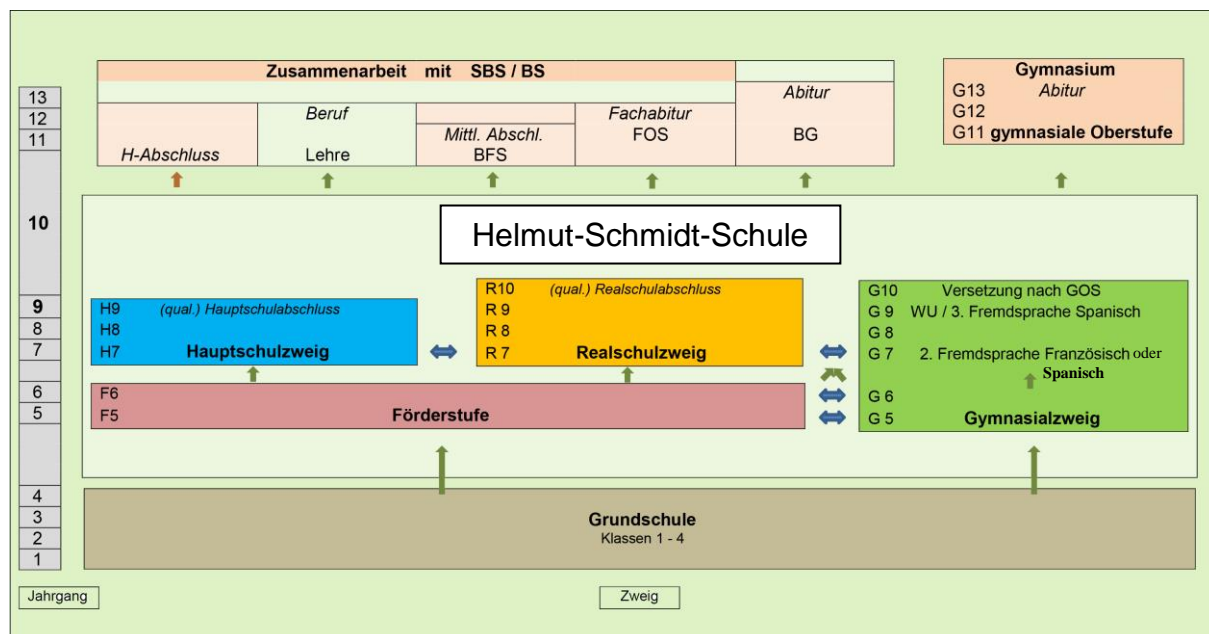 Zusammenarbeit mit SBS / BS
Gymnasium
13
Abitur
G13 Abitur
12
Beruf
Fachabitur
G12
11
Mittl. Abschl.
FOS
BG
G11 gymnasiale Oberstufe
H-Abschluss
Lehre
BFS
10
Helmut-Schmidt-Schule
R10 (qual.) Realschulabschluss
G10 Versetzung nach GOS
9
H9 (qual.) Hauptschulabschluss
R 9
G 9 WU / 3. Fremdsprache Spanisch
8
H8
R 8
G 8
7
H7 Hauptschulzweig
R 7 Realschulzweig
G 7 2. Fremdsprache Französisch oder
Spanisch
6
F6
G 6
5
F5 Förderstufe
G 5 Gymnasialzweig
4
3
Grundschule
2
Klassen 1 - 4
1
Jahrgang
Zweig